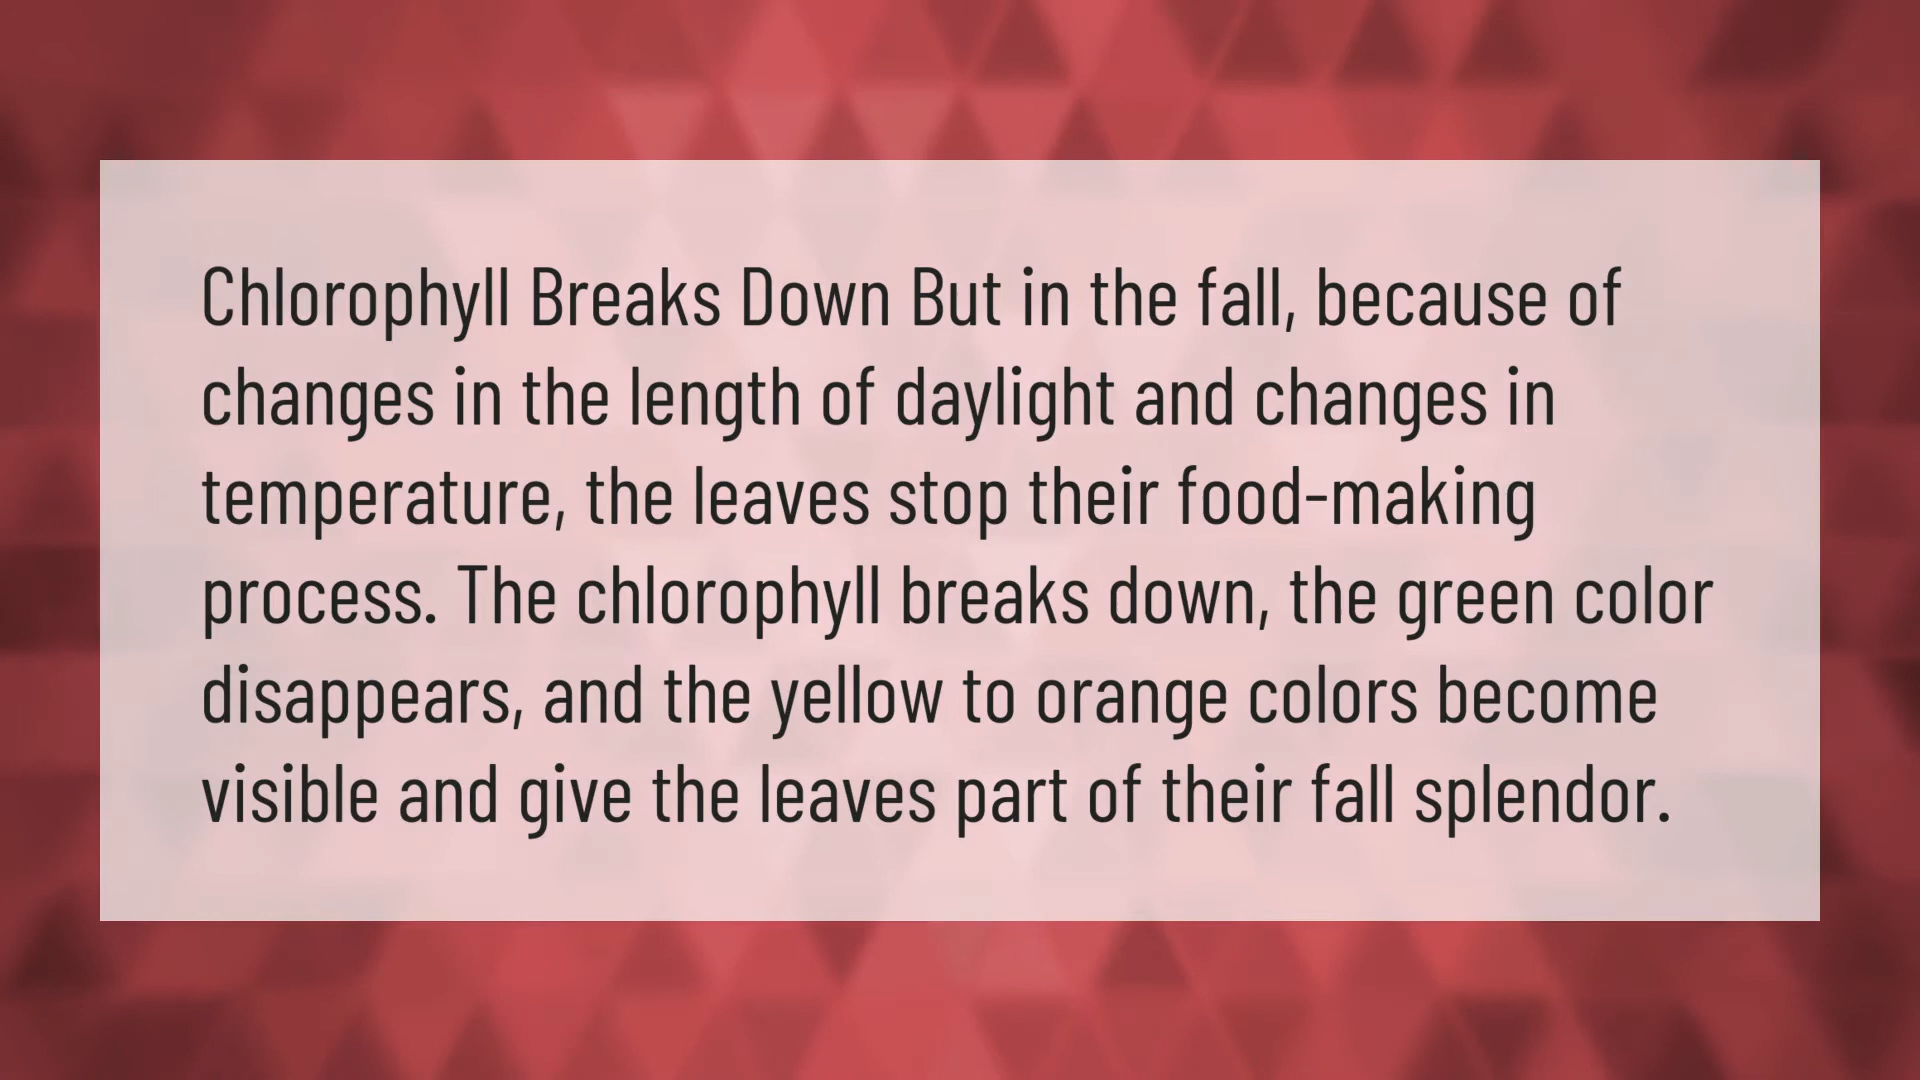 Chlorophyll Breaks Down But in the fall, because of
changes in the length of daylight and changes in
temperature, the leaves stop their food-making
process. The chlorophyll breaks down, the green color
disappears, and the yellow to orange colors become
visible and give the leaves part of their fall splendor.